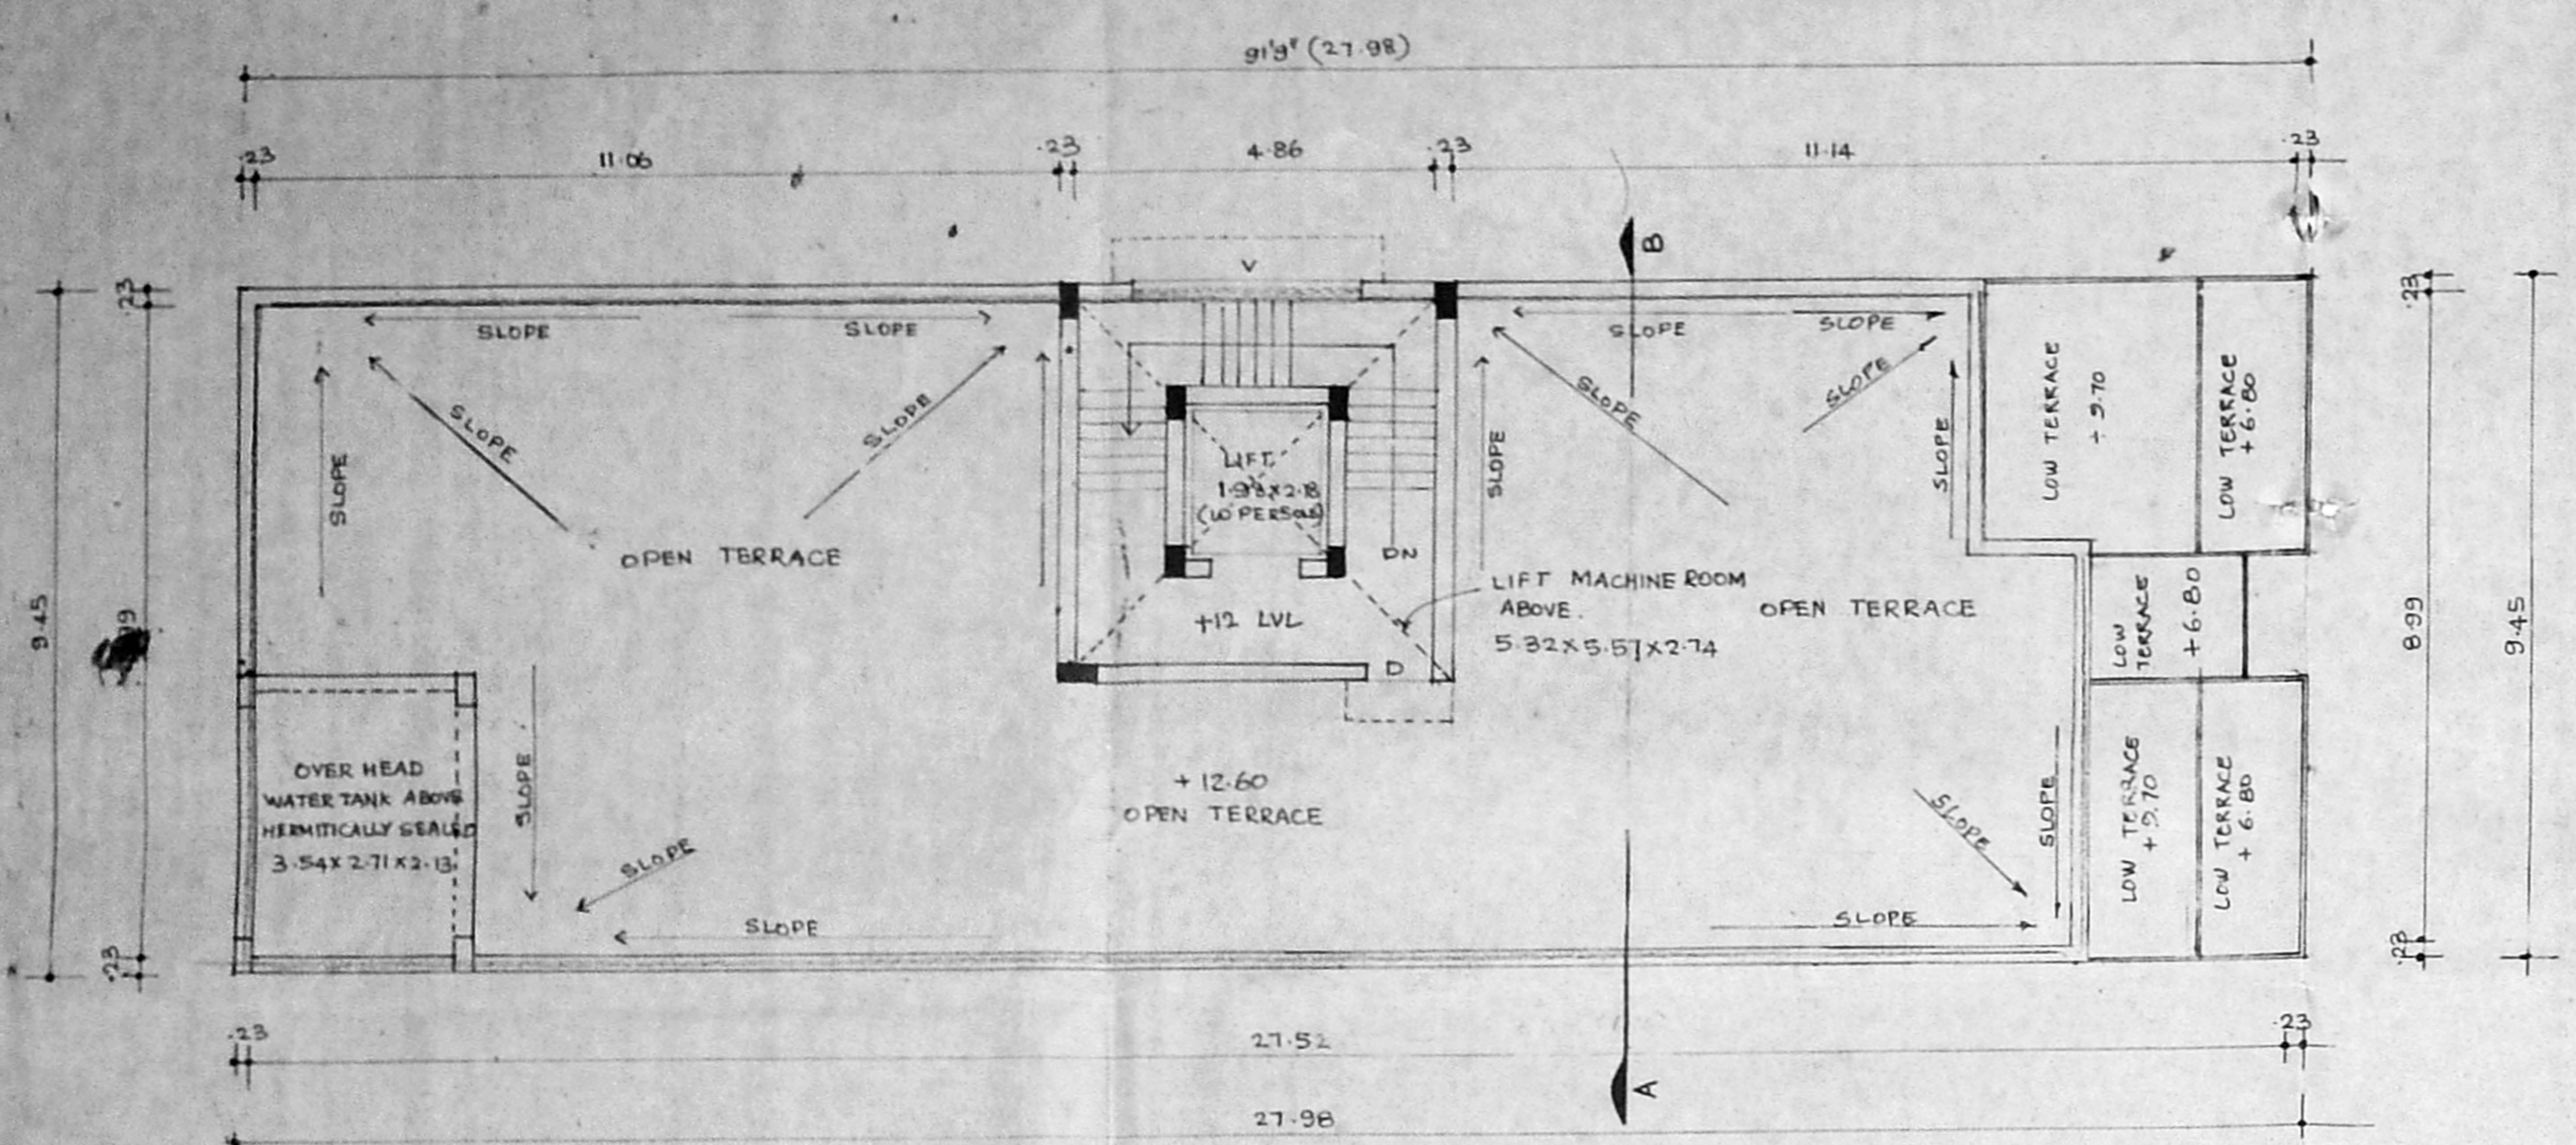 91'9" (27.98)
.23
11.06
.23
4.86
.23
11.14
.23
B
V
.23
.23
SLOPE
SLOPE
SLOPE
SLOPE
SLOPE
SLOPE
SLOPE
SLOPE
SLOPE
SLOPE
SLOPE
LOW TERRACE
9.70
LOW TERRACE
+ 6.80
LIFT
(10 PERSON)
OPEN TERRACE
DN
LIFT MACHINE ROOM
ABOVE.
5.32X5.57X2.74
OPEN TERRACE
+12 LVL
D
LOW
TERRACE
+6.80
9.45
8.99
9.45
OVER HEAD
WATER TANK ABOVE
HERMITICALLY SEALED
3.54X2.71X2.13
SLOPE
SLOPE
SLOPE
+ 12.60
OPEN TERRACE
SLOPE
SLOPE
SLOPE
LOW TERRACE
+ 9.70
LOW TERRACE
+ 6.80
.23
.23
.23
27.52
.23
A
27.98